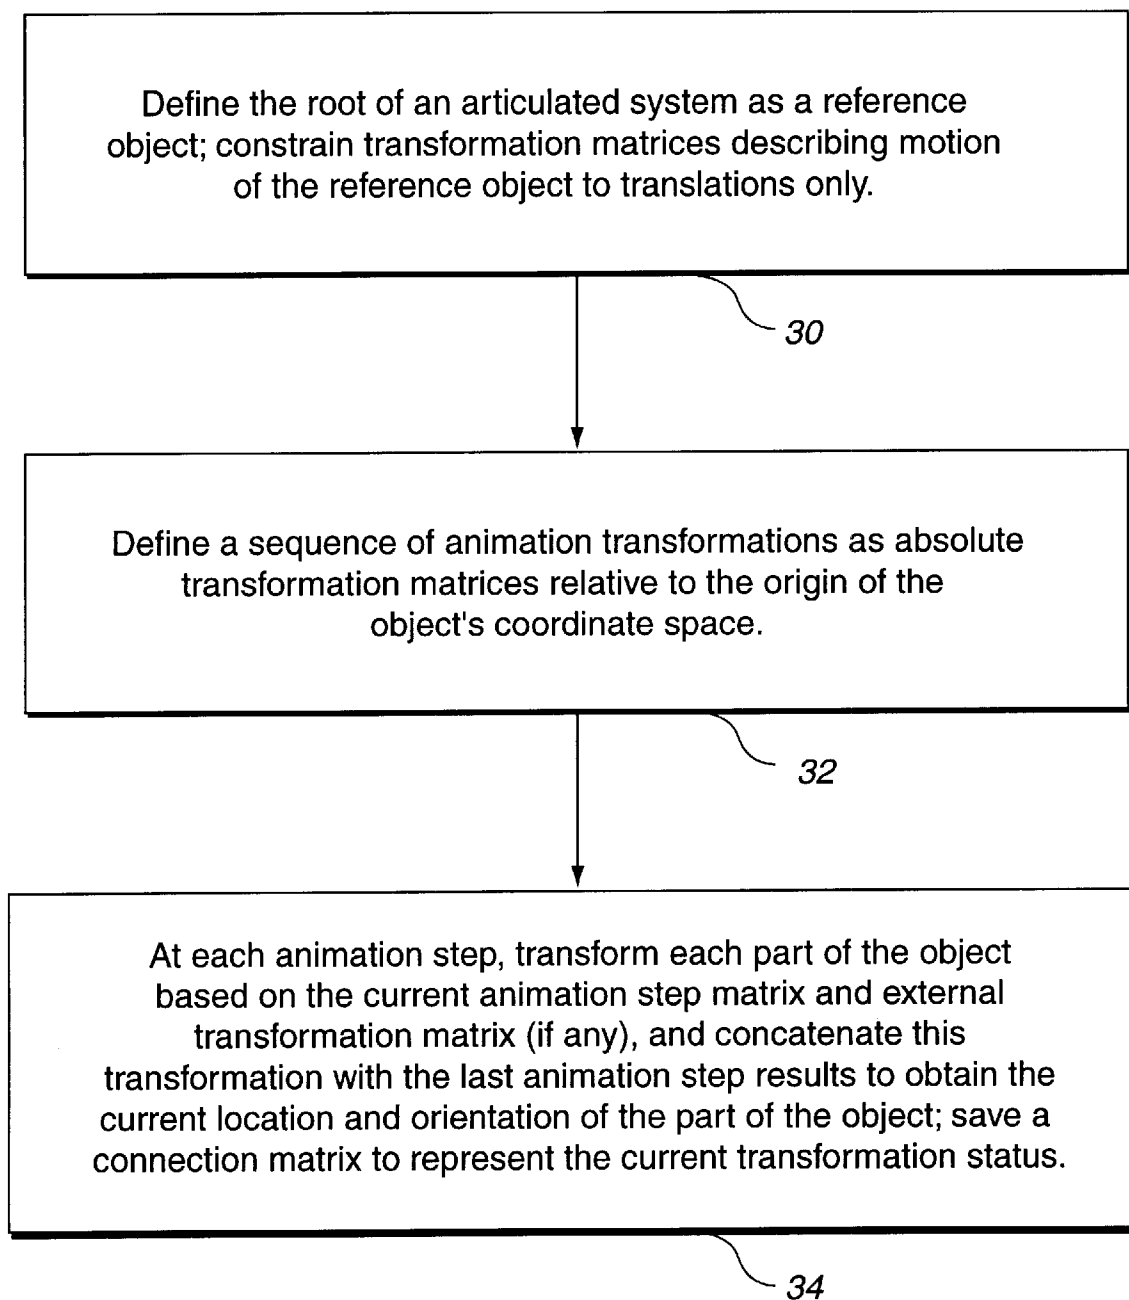 Define the root of an articulated system as a reference
object; constrain transformation matrices describing motion
of the reference object to translations only.
30
Define a sequence of animation transformations as absolute
transformation matrices relative to the origin of the
object's coordinate space.
32
At each animation step, transform each part of the object
based on the current animation step matrix and external
transformation matrix (if any), and concatenate this
transformation with the last animation step results to obtain the
current location and orientation of the part of the object; save a
connection matrix to represent the current transformation status.
34